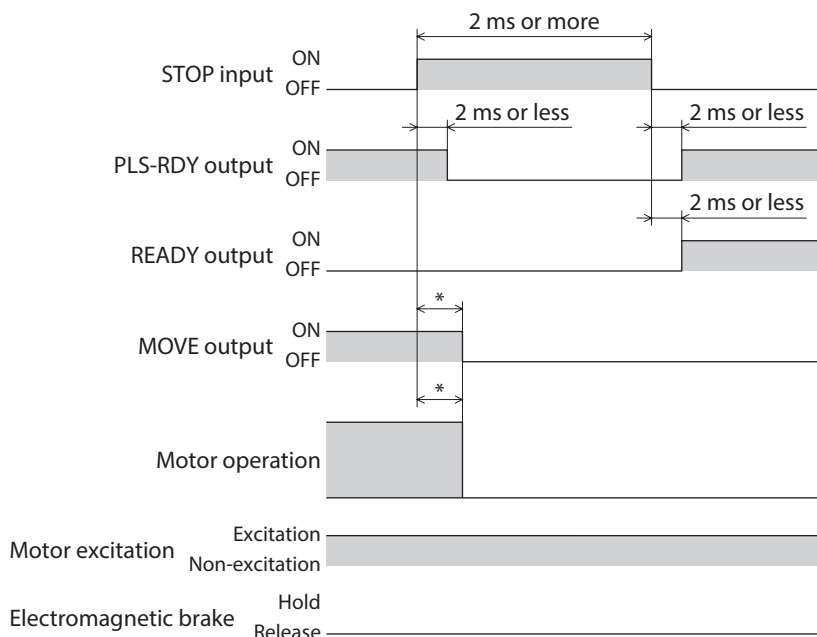 2 ms or more
STOP input ON
OFF
2 ms or less 2 ms or less
PLS-RDY output ON
OFF
2 ms or less
READY output ON
OFF
*
MOVE output ON
OFF
*
Motor operation
Motor excitation Excitation
Non-excitation
Electromagnetic brake Hold
Release